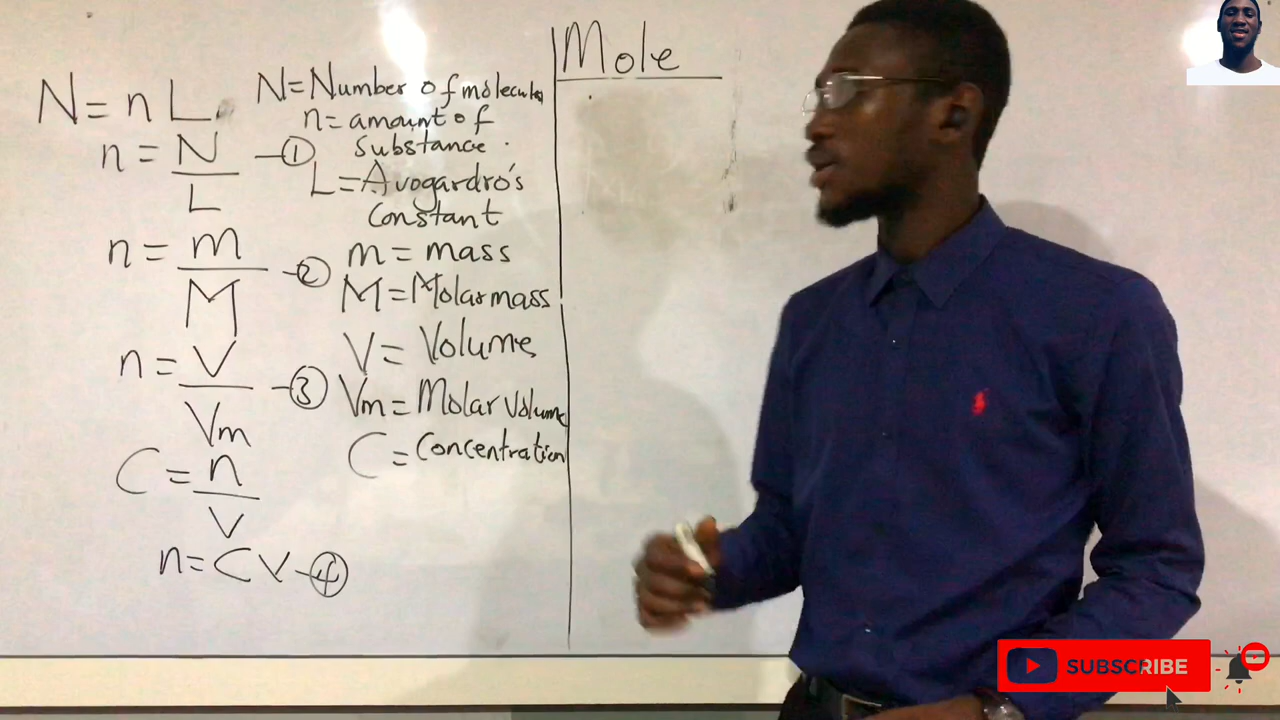 N = n L.
n = N/L —①
n = m/M —②
n = V/Vm —③
C = n/V
n = CV —④
N = Number of molecules
n = amount of
substance.
L = Avogardro's
Constant
m = mass
M = Molar mass
V = Volume
Vm = Molar Volume
C = Concentration
Mole
SUBSCRIBE